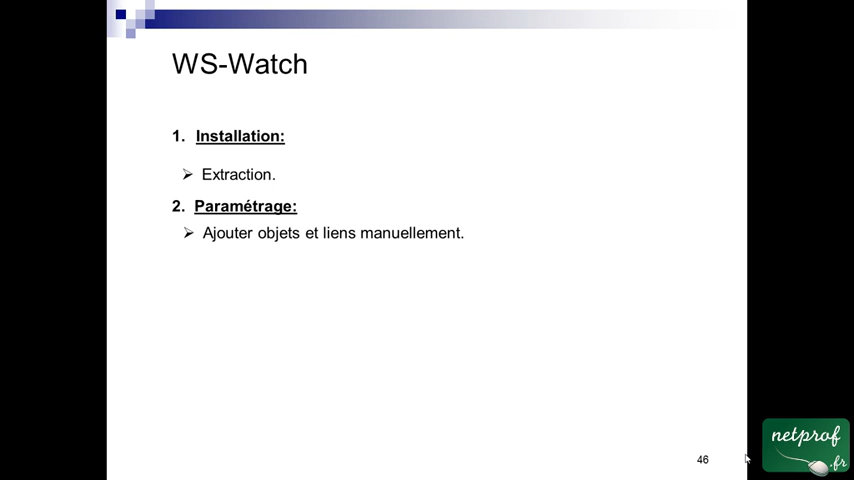 WS-Watch
1. Installation:
➢ Extraction.
2. Paramétrage:
➢ Ajouter objets et liens manuellement.
46
netprof
.fr